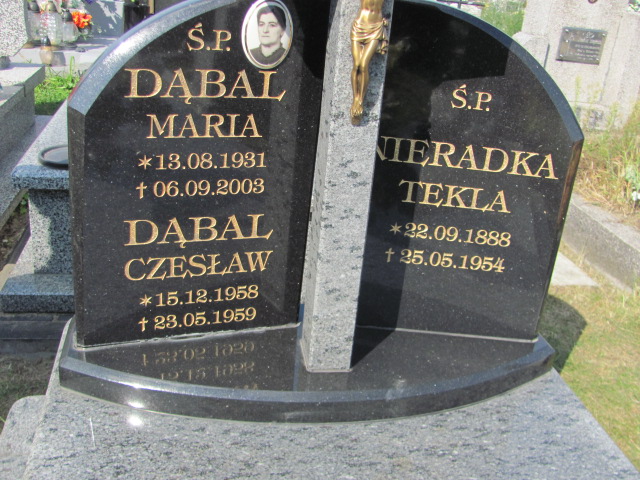 Ś.P.
DĄBAL
MARIA
*13.08.1931
†06.09.2003
DĄBAL
CZESŁAW
*15.12.1958
†23.05.1959
Ś.P.
NIERADKA
TEKLA
*22.09.1888
†25.05.1954